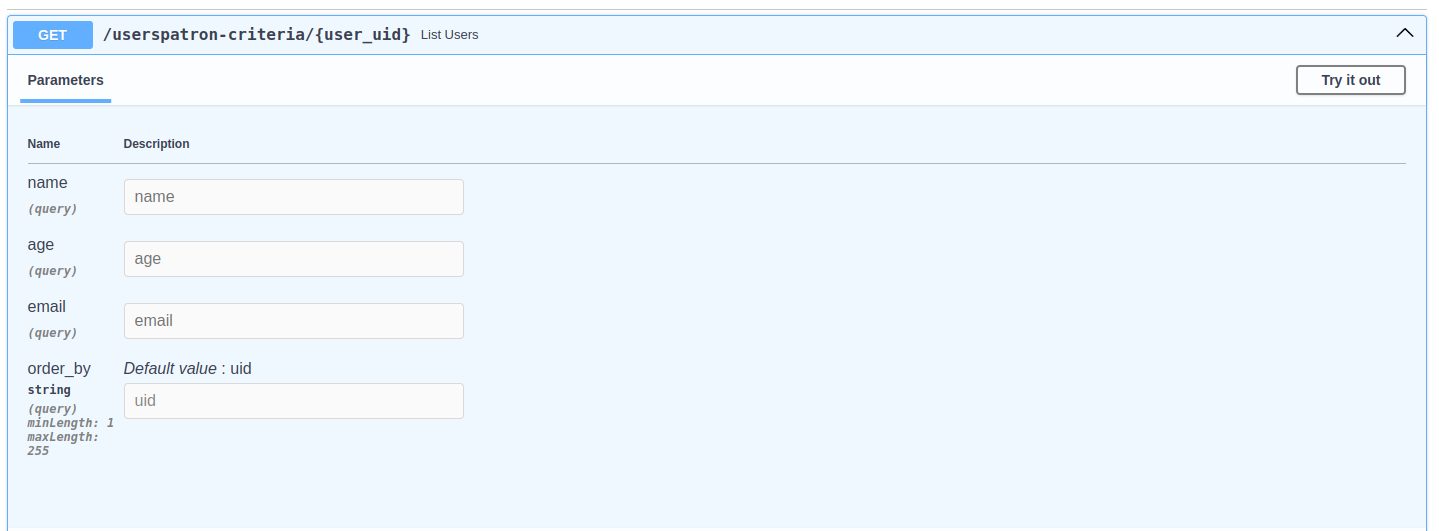 GET /userspatron-criteria/{user_uid} List Users
Parameters Try it out
Name Description
name
(query)
name
age
(query)
age
email
(query)
email
order_by Default value : uid
string
uid
(query)
minLength: 1
maxLength:
255